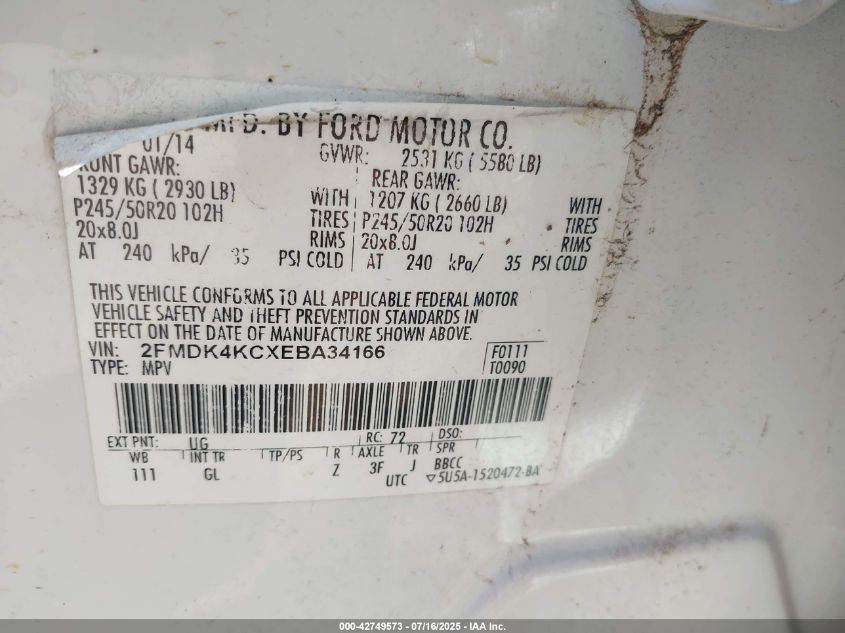 MFD. BY FORD MOTOR CO.
01/14 GVWR: 2531 KG ( 5580 LB)
GAWR: REAR GAWR:
1329 KG ( 2930 LB) WITH 1207 KG ( 2660 LB) WITH
P245/50R20 102H TIRES P245/50R20 102H TIRES
20x8.0J RIMS 20x8.0J RIMS
AT 240 kPa/ 35 PSI COLD AT 240 kPa/ 35 PSI COLD
THIS VEHICLE CONFORMS TO ALL APPLICABLE FEDERAL MOTOR
VEHICLE SAFETY AND THEFT PREVENTION STANDARDS IN
EFFECT ON THE DATE OF MANUFACTURE SHOWN ABOVE.
VIN: 2FMDK4KCXEBA34166 F0111
TYPE: MPV T0090
EXT PNT: UG RC: 72 DSO:
WB INT TR TP/PS R AXLE TR SPR
111 GL Z 3F J BBCC
UTC ▽5U5A-1520472-BA
000-42749573 - 07/16/2025 - IAA Inc.